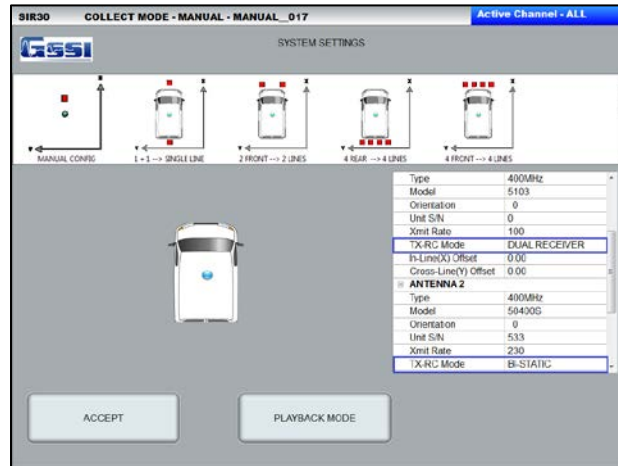 SIR30 COLLECT MODE - MANUAL - MANUAL__017 Active Channel - ALL
GSSI
SYSTEM SETTINGS
X X X X X
Y Y Y Y Y
MANUAL CONFIG 1 + 1 --> SINGLE LINE 2 FRONT --> 2 LINES 4 REAR --> 4 LINES 4 FRONT --> 4 LINES
Type 400MHz
Model 5103
Orientation 0
Unit S/N 0
Xmit Rate 100
TX-RC Mode DUAL RECEIVER
In-Line(X) Offset 0.00
Cross-Line(Y) Offset 0.00
ANTENNA 2
Type 400MHz
Model 50400S
Orientation 0
Unit S/N 533
Xmit Rate 230
TX-RC Mode BI-STATIC
ACCEPT PLAYBACK MODE